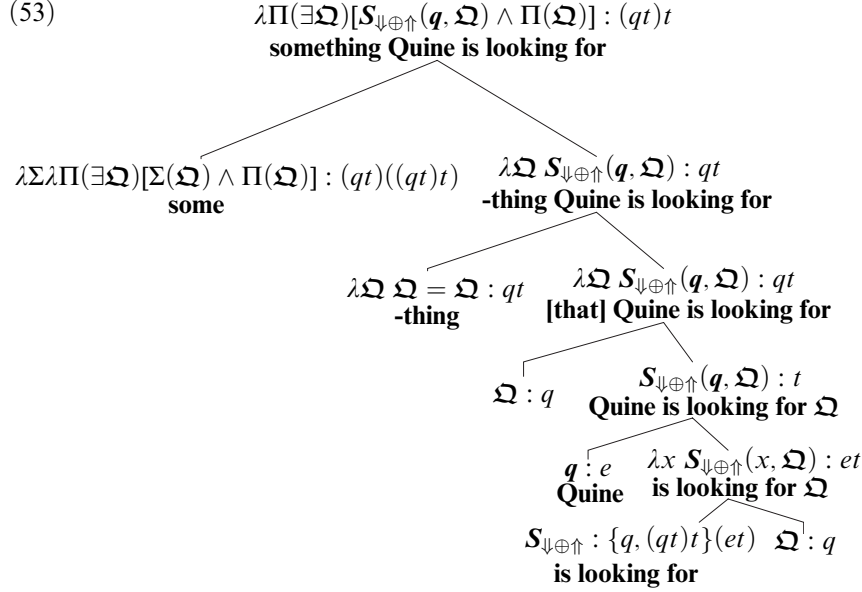 (53) λΠ(∃𝔔)[S⇓⊕⇑(q, 𝔔) ∧ Π(𝔔)] : (qt)t
something Quine is looking for
λΣλΠ(∃𝔔)[Σ(𝔔) ∧ Π(𝔔)] : (qt)((qt)t) λ𝔔 S⇓⊕⇑(q, 𝔔) : qt
some -thing Quine is looking for
λ𝔔 𝔔 = 𝔔 : qt λ𝔔 S⇓⊕⇑(q, 𝔔) : qt
-thing [that] Quine is looking for
𝔔 : q S⇓⊕⇑(q, 𝔔) : t
Quine is looking for 𝔔
q : e λx S⇓⊕⇑(x, 𝔔) : et
Quine is looking for 𝔔
S⇓⊕⇑ : {q, (qt)t}(et) 𝔔 : q
is looking for